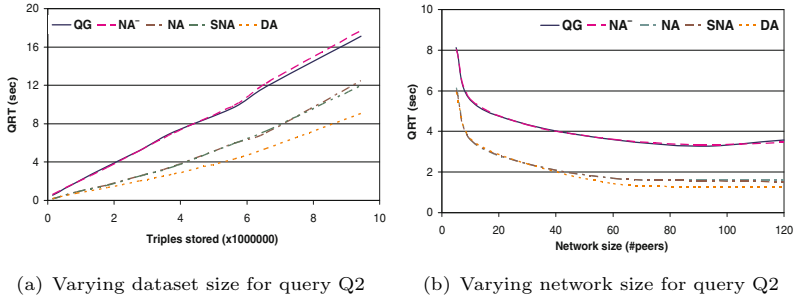 QG NA⁻ NA SNA DA
QRT (sec)
20
16
12
8
4
0
0 2 4 6 8 10
Triples stored (x1000000)
(a) Varying dataset size for query Q2
QG NA⁻ NA SNA DA
QRT (sec)
10
8
6
4
2
0
0 20 40 60 80 100 120
Network size (#peers)
(b) Varying network size for query Q2